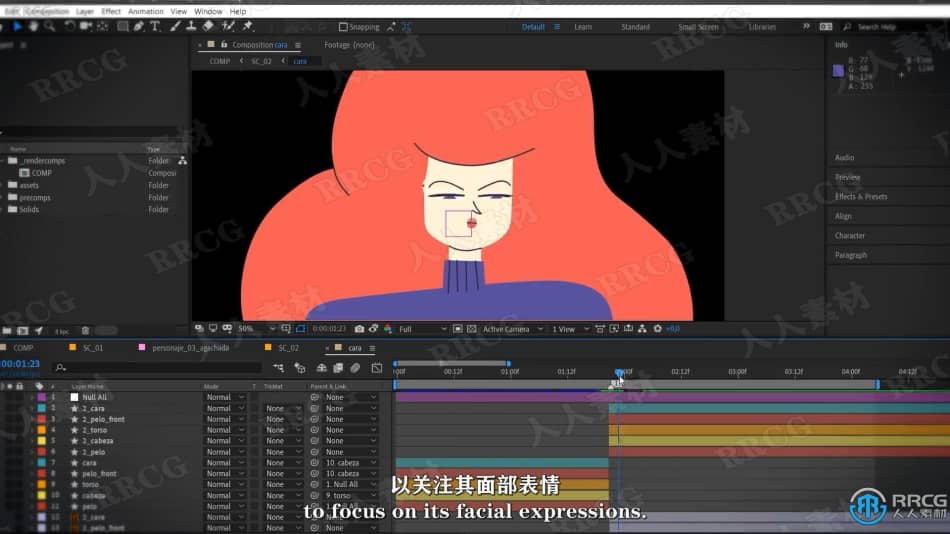 Edit Composition Layer Effect Animation View Window Help
Snapping Default Learn Standard Small Screen Libraries Search Help
Composition cara Footage (none)
COMP SC_02 cara
Info
R: 77
G: 68
B: 129
A: 255
Name Type
_rendercomps Folder
COMP Composi
assets Folder
precomps Folder
Solids Folder
Audio
Preview
Effects & Presets
Align
Character
Paragraph
8 bpc 50% 0:00:01:23 Full Active Camera 1 View +0,0
COMP SC_01 personaje_03_agachada SC_02 cara
00:01:23
:00f 00:12f 01:00f 01:12f 02:12f 03:00f 03:12f 04:00f 04:12f
Layer Name Mode T TrkMat Parent & Link
1 Null All Normal None
2 2_cara Normal None None
3 2_pelo_front Normal None None
4 2_torso Normal None None
5 2_cabeza Normal None None
6 2_pelo Normal None None
7 cara Normal None 10. cabeza
8 pelo_front Normal None 10. cabeza
9 torso Normal None 1. Null All
10 cabeza Normal None 9. torso
11 pelo Normal None
2_cara Normal None
2_pelo_front Normal None
以关注其面部表情
to focus on its facial expressions.
RRCG
人人素材